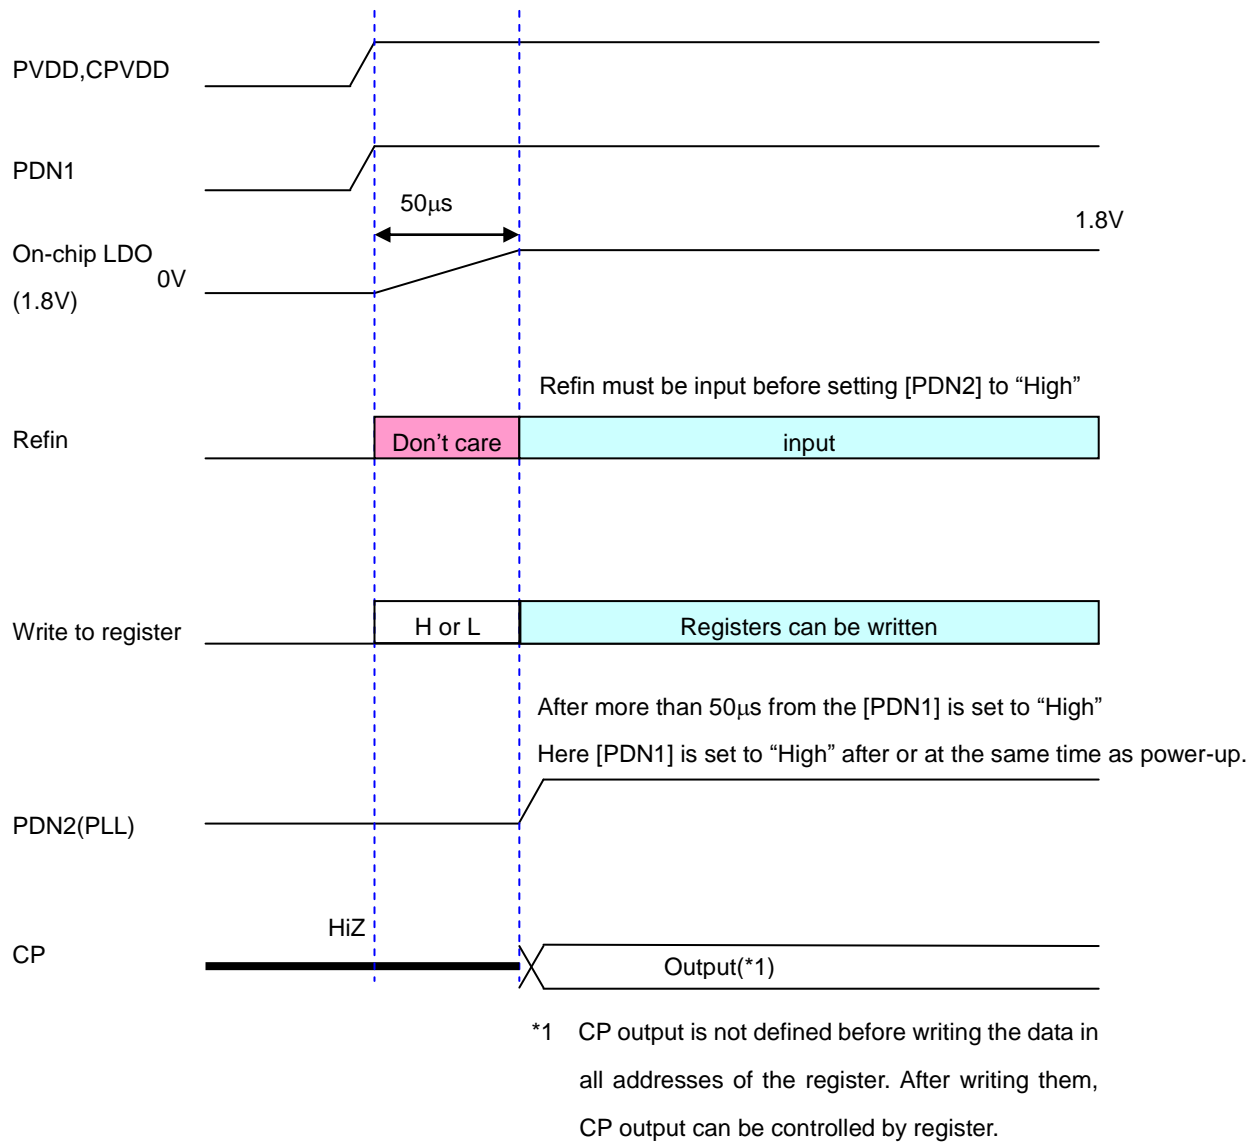 PVDD,CPVDD
PDN1
50μs
1.8V
On-chip LDO
0V
(1.8V)
Refin must be input before setting [PDN2] to “High”
Refin
Don’t care
input
Write to register
H or L
Registers can be written
After more than 50μs from the [PDN1] is set to “High”
Here [PDN1] is set to “High” after or at the same time as power-up.
PDN2(PLL)
HiZ
CP
Output(*1)
*1 CP output is not defined before writing the data in
all addresses of the register. After writing them,
CP output can be controlled by register.